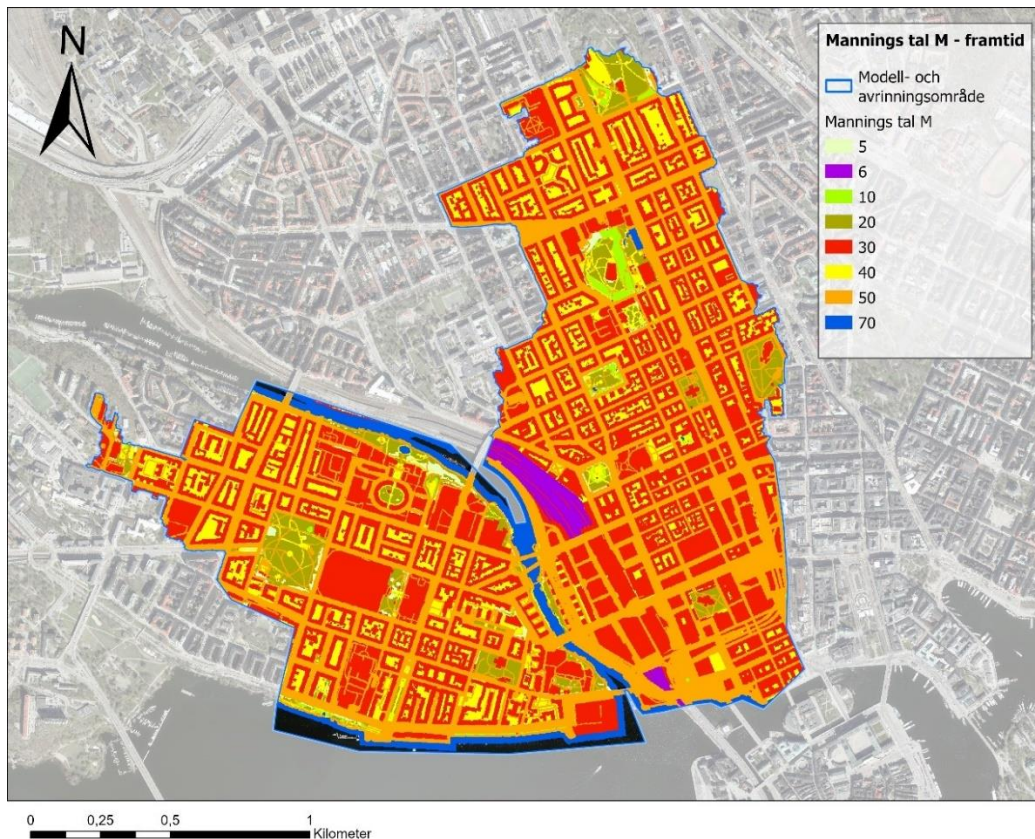 N
Mannings tal M - framtid
Modell- och
avrinningsområde
Mannings tal M
5
6
10
20
30
40
50
70
0 0,25 0,5 1
Kilometer